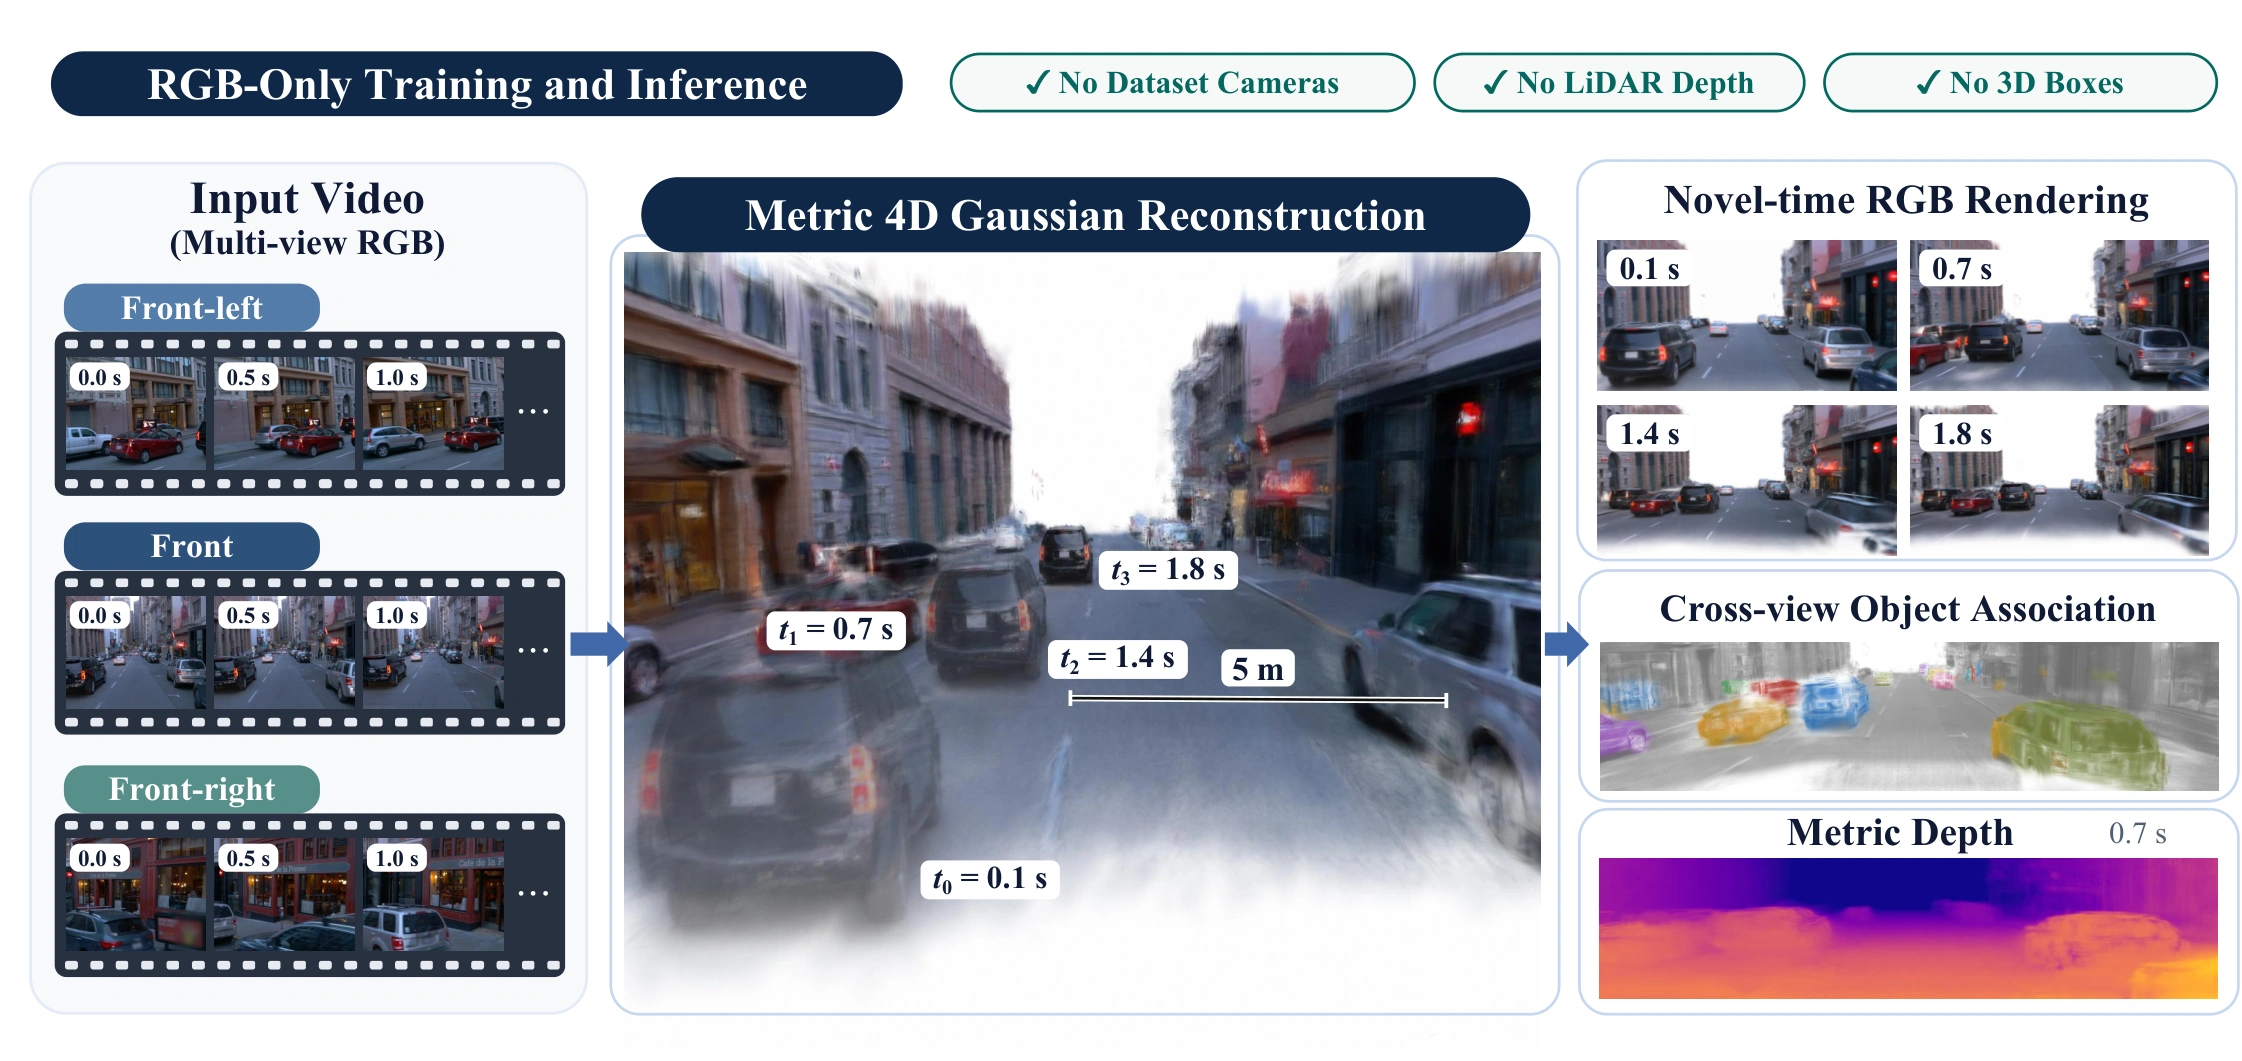 RGB-Only Training and Inference
✓ No Dataset Cameras
✓ No LiDAR Depth
✓ No 3D Boxes
Input Video
(Multi-view RGB)
Front-left
0.0 s
0.5 s
1.0 s
...
Front
0.0 s
0.5 s
1.0 s
...
Front-right
0.0 s
0.5 s
1.0 s
...
Metric 4D Gaussian Reconstruction
t3 = 1.8 s
t1 = 0.7 s
t2 = 1.4 s
5 m
t0 = 0.1 s
Novel-time RGB Rendering
0.1 s
0.7 s
1.4 s
1.8 s
Cross-view Object Association
Metric Depth
0.7 s